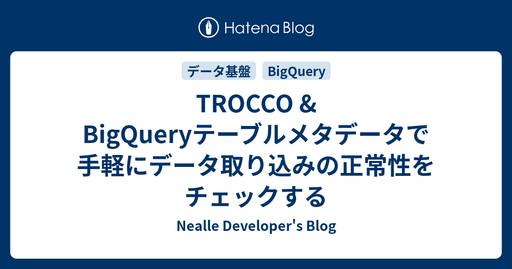 Hatena Blog
データ基盤 BigQuery
TROCCO &
BigQueryテーブルメタデータで
手軽にデータ取り込みの正常性を
チェックする
Nealle Developer's Blog